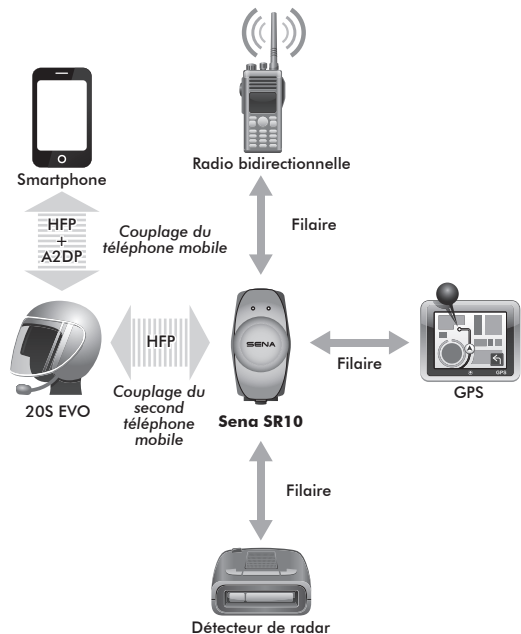 Radio bidirectionnelle
Smartphone
HFP
+
A2DP
Couplage du
téléphone mobile
Filaire
HFP
SENA
Filaire
GPS
GPS
20S EVO
Couplage du
second
téléphone
mobile
Sena SR10
Filaire
Détecteur de radar